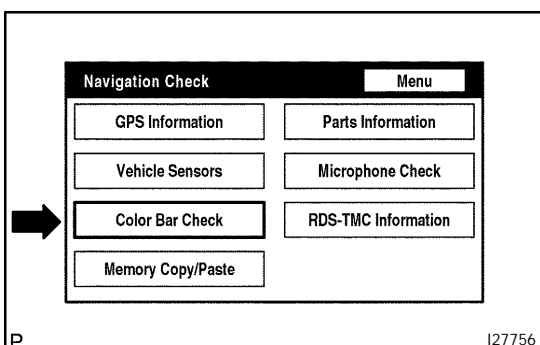 Navigation Check Menu
GPS Information Parts Information
Vehicle Sensors Microphone Check
Color Bar Check RDS-TMC Information
Memory Copy/Paste
P I27756